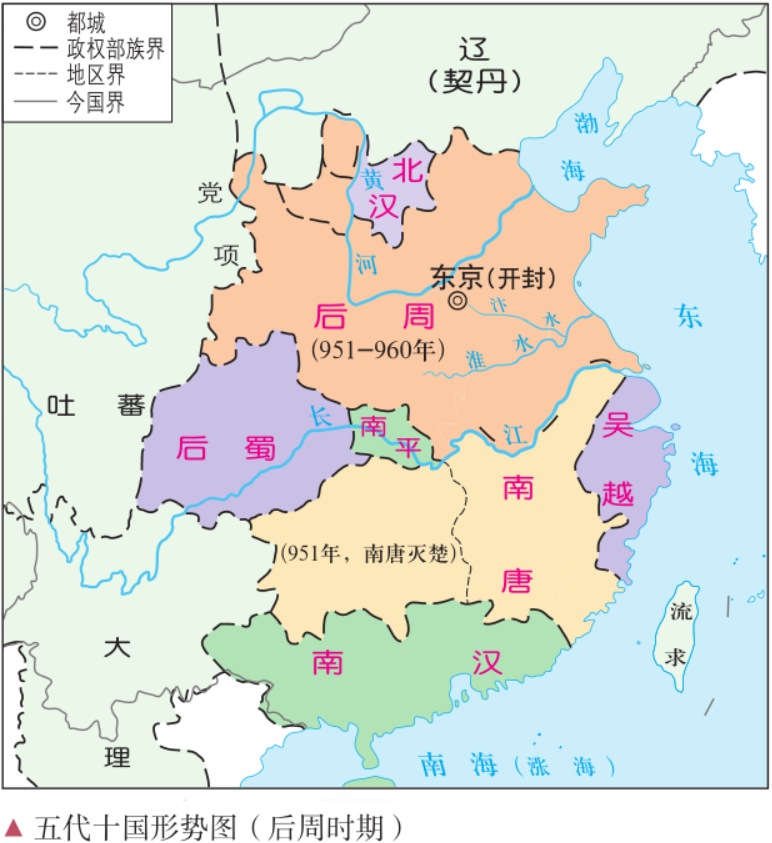 都城
政权部族界
地区界
今国界
辽
(契丹)
渤
海
党
项
黄
河
北
汉
东京(开封)
汴 水
后 周
(951-960年)
淮 水
东
海
吐 蕃
后 蜀
长
江
南
平
吴
越
南
唐
(951年，南唐灭楚)
流
求
大
理
南 汉
南 海 (涨 海)
▲ 五代十国形势图（后周时期）